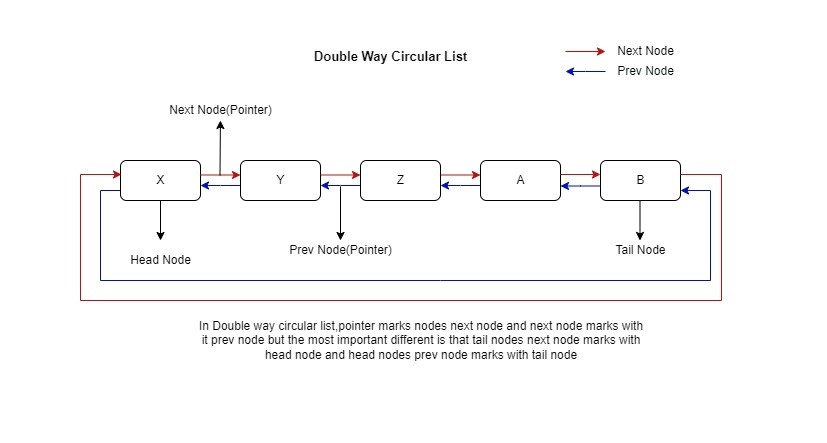 Double Way Circular List
Next Node
Prev Node
Next Node(Pointer)
X
Y
Z
A
B
Head Node
Prev Node(Pointer)
Tail Node
In Double way circular list,pointer marks nodes next node and next node marks with
it prev node but the most important different is that tail nodes next node marks with
head node and head nodes prev node marks with tail node